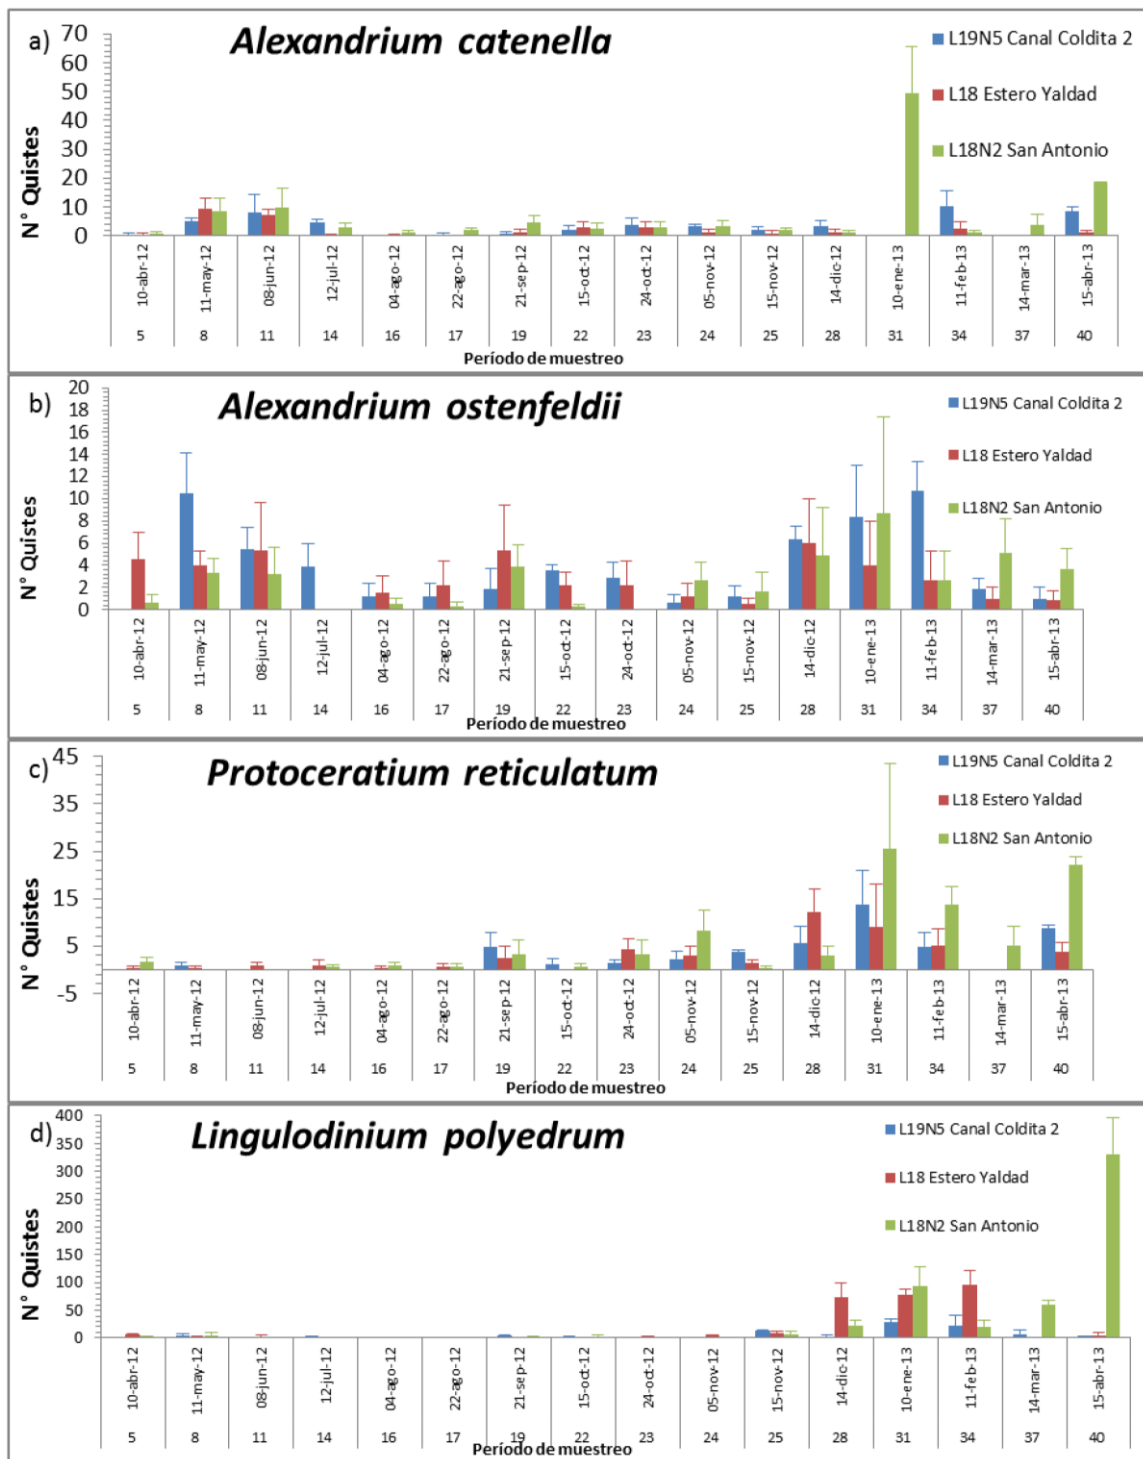 a)
Alexandrium catenella
L19N5 Canal Coldita 2
L18 Estero Yaldad
L18N2 San Antonio
N° Quistes
70
60
50
40
30
20
10
0
10-abr-12 11-may-12 08-jun-12 12-jul-12 04-ago-12 22-ago-12 21-sep-12 15-oct-12 24-oct-12 05-nov-12 15-nov-12 14-dic-12 10-ene-13 11-feb-13 14-mar-13 15-abr-13
5 8 11 14 16 17 19 22 23 24 25 28 31 34 37 40
Período de muestreo
b)
Alexandrium ostenfeldii
L19N5 Canal Coldita 2
L18 Estero Yaldad
L18N2 San Antonio
N° Quistes
20
18
16
14
12
10
8
6
4
2
0
10-abr-12 11-may-12 08-jun-12 12-jul-12 04-ago-12 22-ago-12 21-sep-12 15-oct-12 24-oct-12 05-nov-12 15-nov-12 14-dic-12 10-ene-13 11-feb-13 14-mar-13 15-abr-13
5 8 11 14 16 17 19 22 23 24 25 28 31 34 37 40
Período de muestreo
c)
Protoceratium reticulatum
L19N5 Canal Coldita 2
L18 Estero Yaldad
L18N2 San Antonio
N° Quistes
45
35
25
15
5
-5
10-abr-12 11-may-12 08-jun-12 12-jul-12 04-ago-12 22-ago-12 21-sep-12 15-oct-12 24-oct-12 05-nov-12 15-nov-12 14-dic-12 10-ene-13 11-feb-13 14-mar-13 15-abr-13
5 8 11 14 16 17 19 22 23 24 25 28 31 34 37 40
Período de muestreo
d)
Lingulodinium polyedrum
L19N5 Canal Coldita 2
L18 Estero Yaldad
L18N2 San Antonio
N° Quistes
400
350
300
250
200
150
100
50
0
10-abr-12 11-may-12 08-jun-12 12-jul-12 04-ago-12 22-ago-12 21-sep-12 15-oct-12 24-oct-12 05-nov-12 15-nov-12 14-dic-12 10-ene-13 11-feb-13 14-mar-13 15-abr-13
5 8 11 14 16 17 19 22 23 24 25 28 31 34 37 40
Período de muestreo